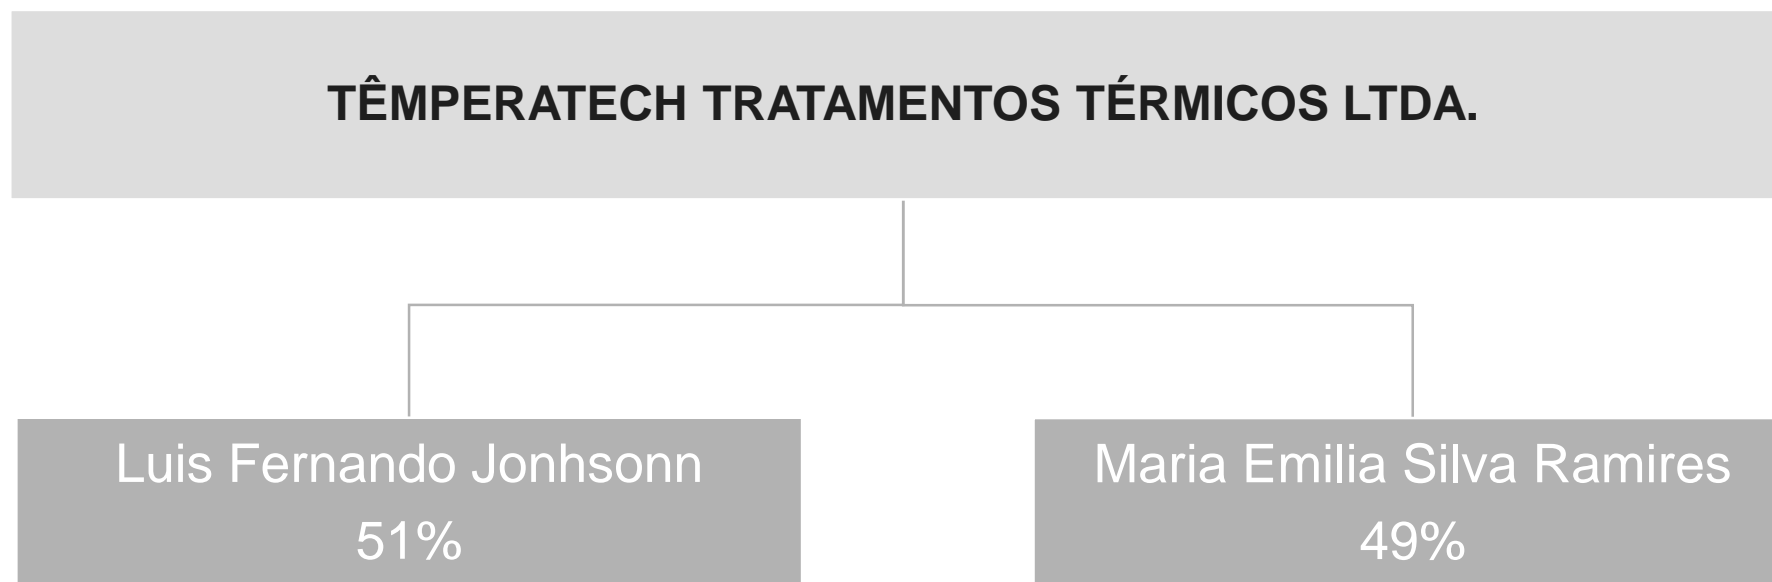 TÊMPERATECH TRATAMENTOS TÉRMICOS LTDA.
Luis Fernando Jonhsonn
51%
Maria Emilia Silva Ramires
49%